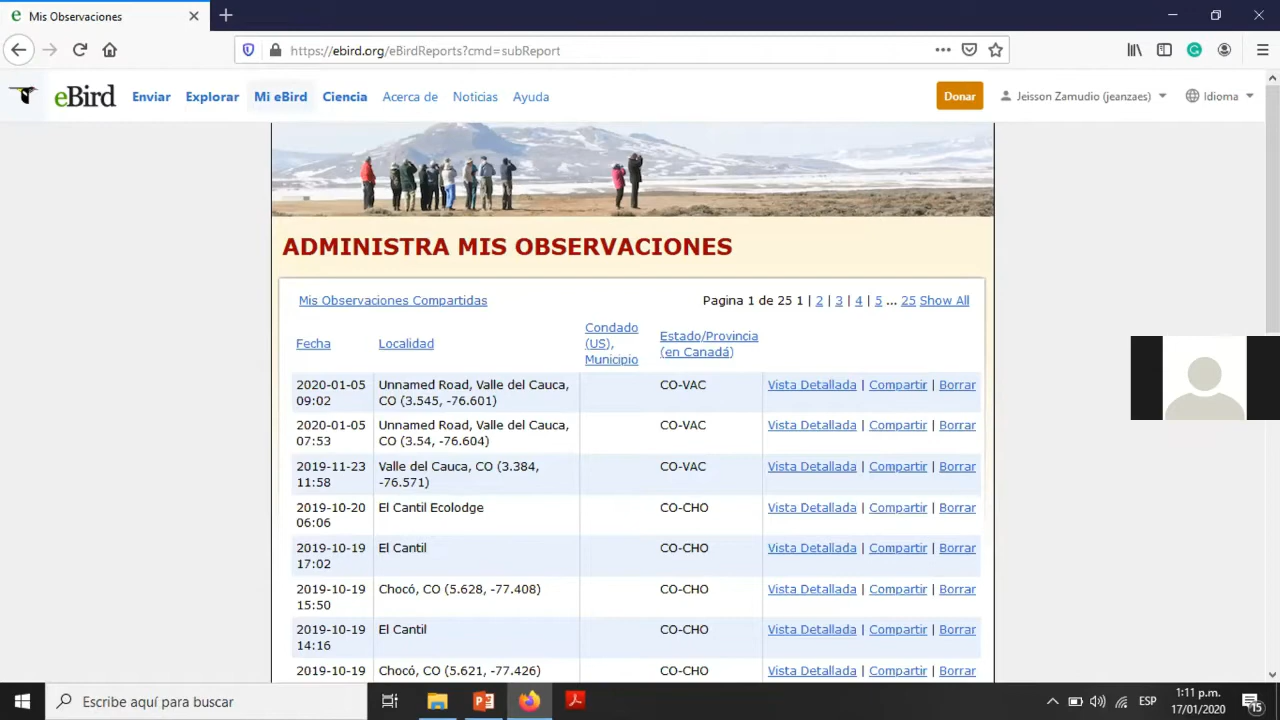 Mis Observaciones
https://ebird.org/eBirdReports?cmd=subReport
eBird Enviar Explorar Mi eBird Ciencia Acerca de Noticias Ayuda Donar Jeisson Zamudio (jeanzaes) Idioma
ADMINISTRA MIS OBSERVACIONES
Mis Observaciones Compartidas Pagina 1 de 25 1 | 2 | 3 | 4 | 5 ... 25 Show All
Fecha Localidad Condado (US), Municipio Estado/Provincia (en Canadá)
2020-01-05 Unnamed Road, Valle del Cauca, CO-VAC Vista Detallada | Compartir | Borrar
09:02 CO (3.545, -76.601)
2020-01-05 Unnamed Road, Valle del Cauca, CO-VAC Vista Detallada | Compartir | Borrar
07:53 CO (3.54, -76.604)
2019-11-23 Valle del Cauca, CO (3.384, CO-VAC Vista Detallada | Compartir | Borrar
11:58 -76.571)
2019-10-20 El Cantil Ecolodge CO-CHO Vista Detallada | Compartir | Borrar
06:06
2019-10-19 El Cantil CO-CHO Vista Detallada | Compartir | Borrar
17:02
2019-10-19 Chocó, CO (5.628, -77.408) CO-CHO Vista Detallada | Compartir | Borrar
15:50
2019-10-19 El Cantil CO-CHO Vista Detallada | Compartir | Borrar
14:16
2019-10-19 Chocó, CO (5.621, -77.426) CO-CHO Vista Detallada | Compartir | Borrar
Escribe aquí para buscar ESP 1:11 p.m.
17/01/2020 15